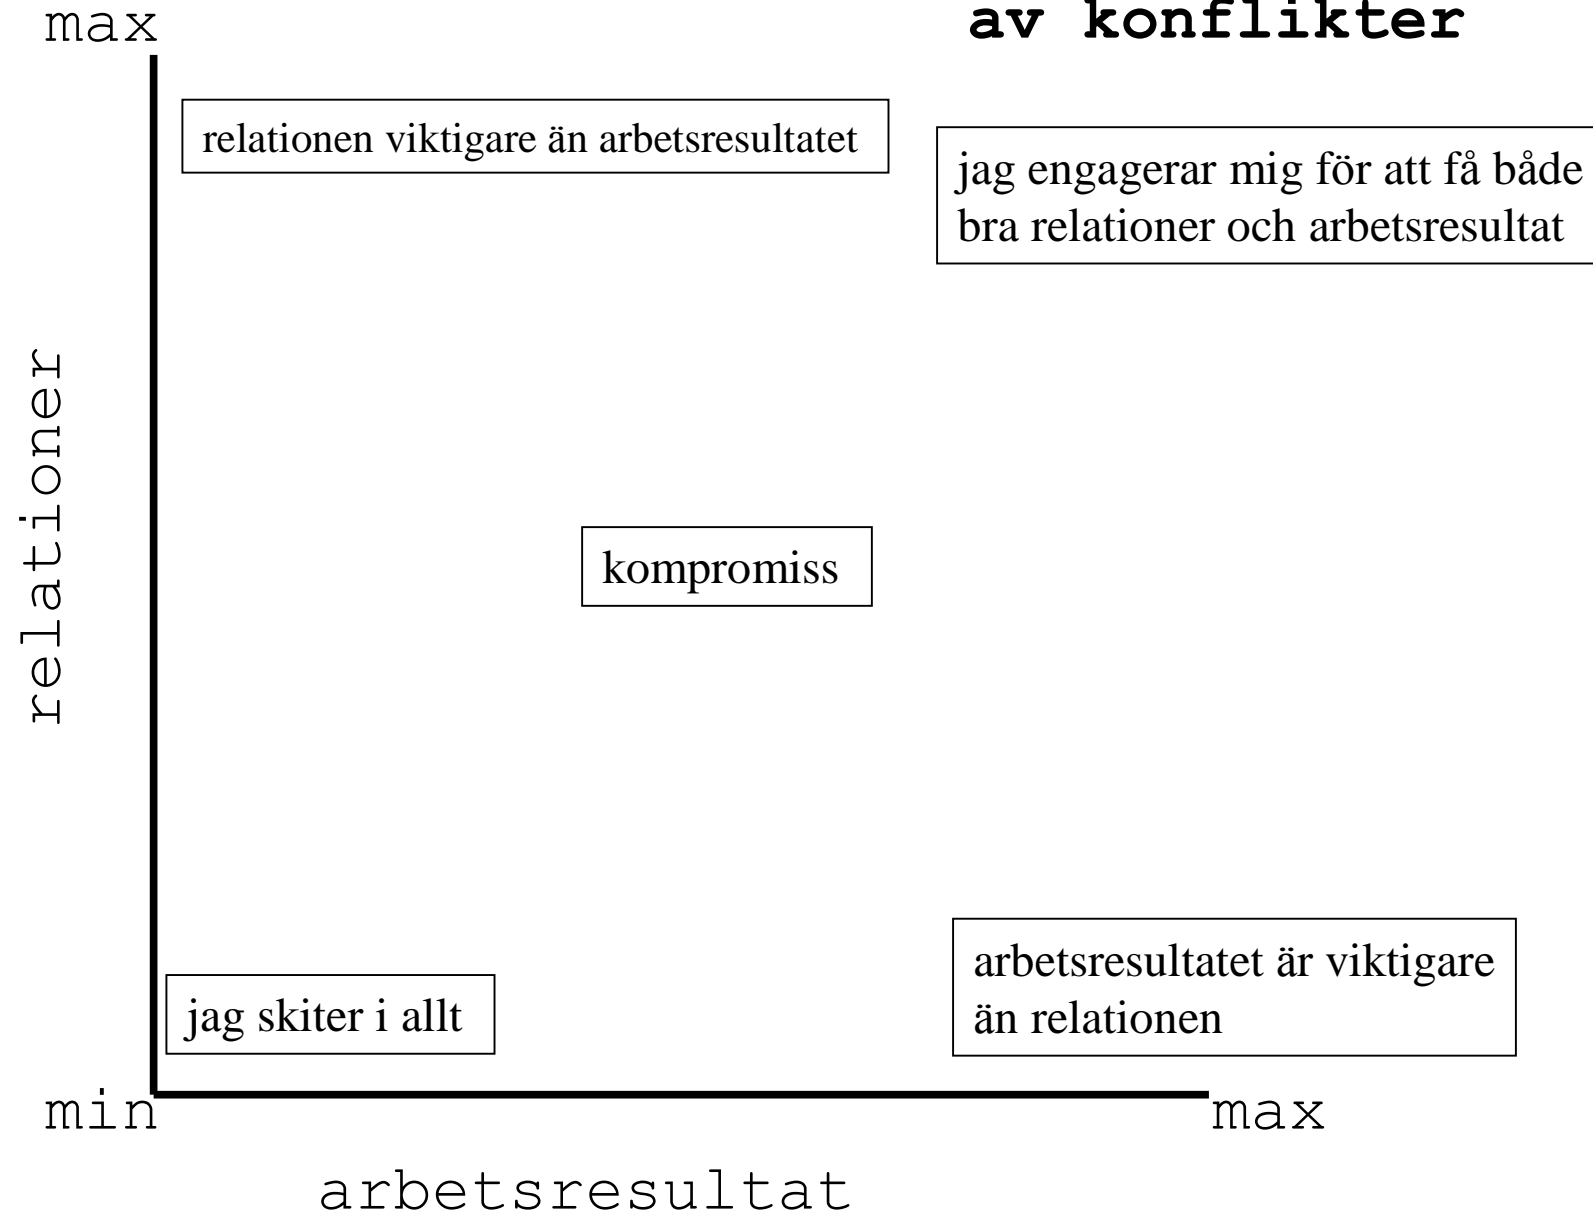 av konflikter
max
relationen viktigare än arbetsresultatet
jag engagerar mig för att få både
bra relationer och arbetsresultat
relationer
kompromiss
arbetsresultatet är viktigare
än relationen
jag skiter i allt
min
max
arbetsresultat